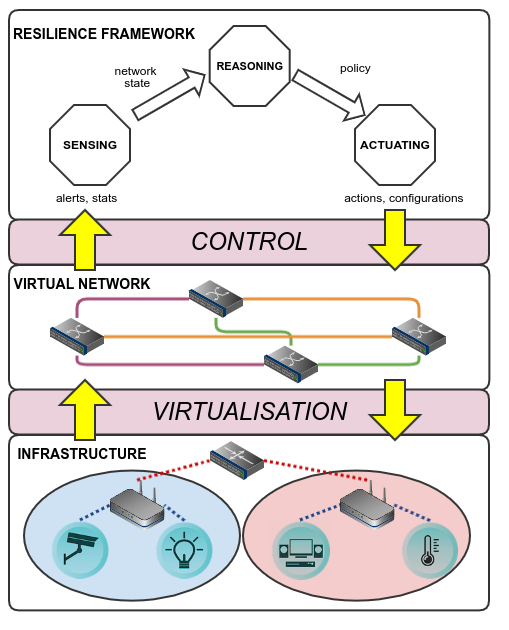 RESILIENCE FRAMEWORK
REASONING
network
state
policy
SENSING
ACTUATING
alerts, stats
actions, configurations
CONTROL
VIRTUAL NETWORK
VIRTUALISATION
INFRASTRUCTURE